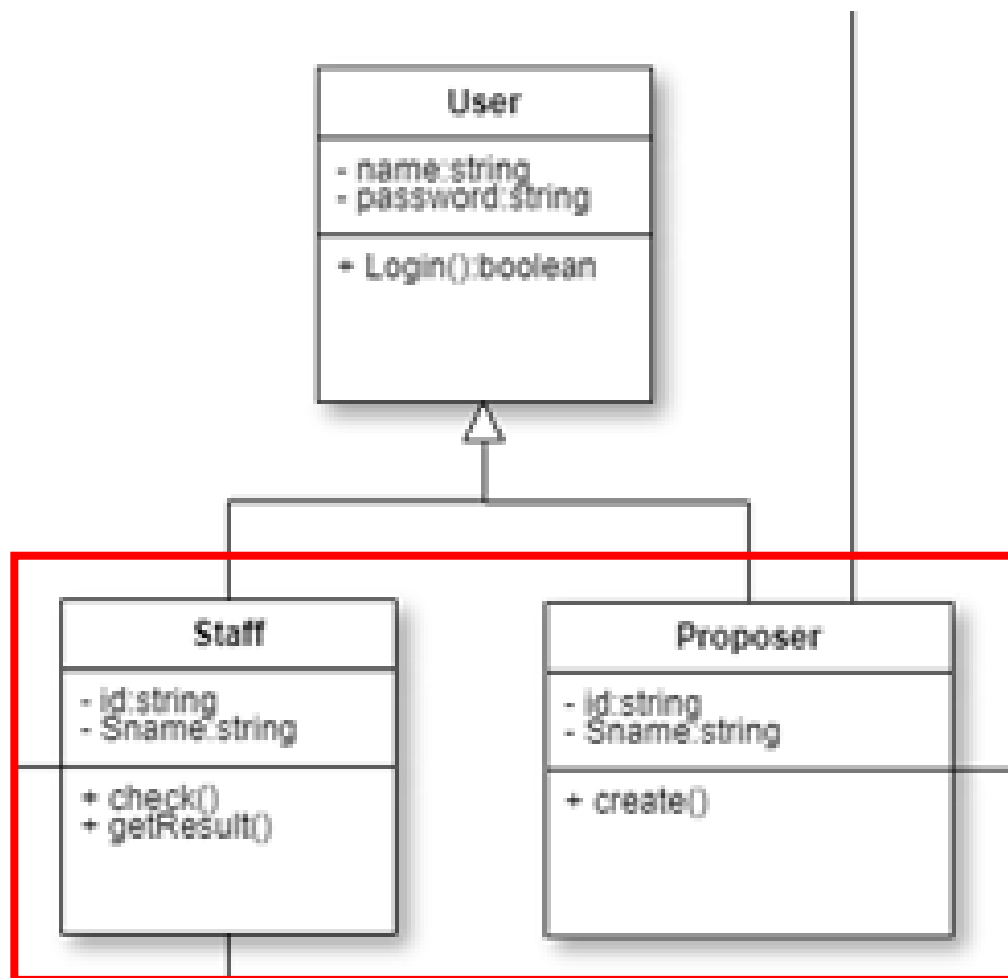 User
- name:string
- password:string
+ Login():boolean
Staff
- id:string
- Sname:string
+ check()
+ getResult()
Proposer
- id:string
- Sname:string
+ create()